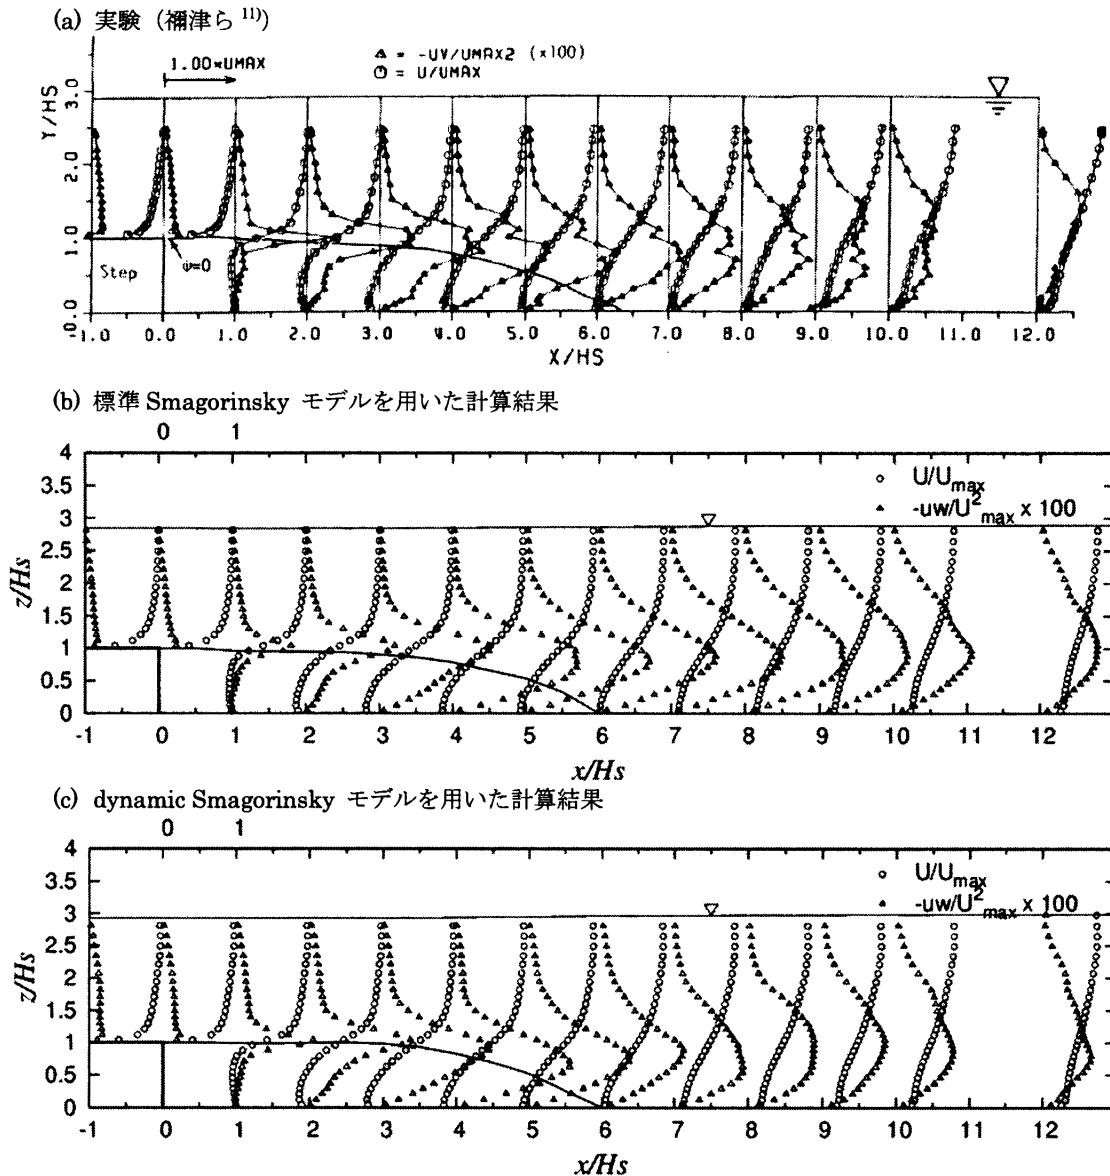 (a) 実験 (禰津ら 11))
1.00*UMAX
▲ = -UV/UMAX2 (×100)
○ = U/UMAX
Y/HS
3.0
2.0
1.0
-0.0
Step
ψ=0
-1.0 0.0 1.0 2.0 3.0 4.0 5.0 6.0 7.0 8.0 9.0 10.0 12.0
X/HS
(b) 標準 Smagorinsky モデルを用いた計算結果
0 1
○ U/Umax
▲ -uw/U²max x 100
z/Hs
4
3.5
3
2.5
2
1.5
1
0.5
0
-1 0 1 2 3 4 5 6 7 8 9 10 11 12
x/Hs
(c) dynamic Smagorinsky モデルを用いた計算結果
0 1
○ U/Umax
▲ -uw/U²max x 100
z/Hs
4
3.5
3
2.5
2
1.5
1
0.5
0
-1 0 1 2 3 4 5 6 7 8 9 10 11 12
x/Hs